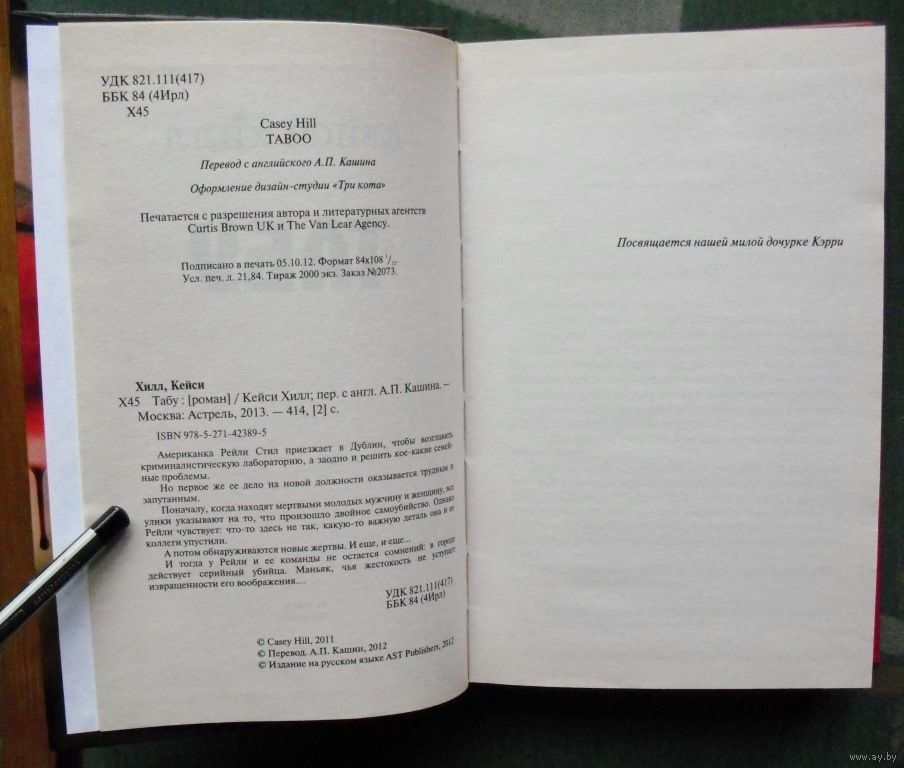 УДК 821.111(417)
ББК 84 (4Ирл)
Х45
Casey Hill
TABOO
Перевод с английского А.П. Кашина
Оформление дизайн-студии «Три кота»
Печатается с разрешения автора и литературных агентств
Curtis Brown UK и The Van Lear Agency.
Подписано в печать 05.10.12. Формат 84x108 1/32.
Усл. печ. л. 21,84. Тираж 2000 экз. Заказ №2073.
Хилл, Кейси
Х45 Табу : [роман] / Кейси Хилл; пер. с англ. А.П. Кашина. –
Москва: Астрель, 2013. — 414, [2] с.
ISBN 978-5-271-42389-5
Американка Рейли Стил приезжает в Дублин, чтобы возглавить
криминалистическую лабораторию, а заодно и решить кое-какие семей-
ные проблемы.
Но первое же ее дело на новой должности оказывается трудным и
запутанным.
Поначалу, когда находят мертвыми молодых мужчину и женщину, все
улики указывают на то, что произошло двойное самоубийство. Однако
Рейли чувствует: что-то здесь не так, какую-то важную деталь она и ее
коллеги упустили.
А потом обнаруживаются новые жертвы. И еще, и еще...
И тогда у Рейли и ее команды не остается сомнений: в городе
действует серийный убийца. Маньяк, чья жестокость не уступает
извращенности его воображения....
УДК 821.111(417)
ББК 84 (4Ирл)
© Casey Hill, 2011
© Перевод. А.П. Кашин, 2012
© Издание на русском языке AST Publishers, 2012
Посвящается нашей милой дочурке Кэрри
www.ay.by